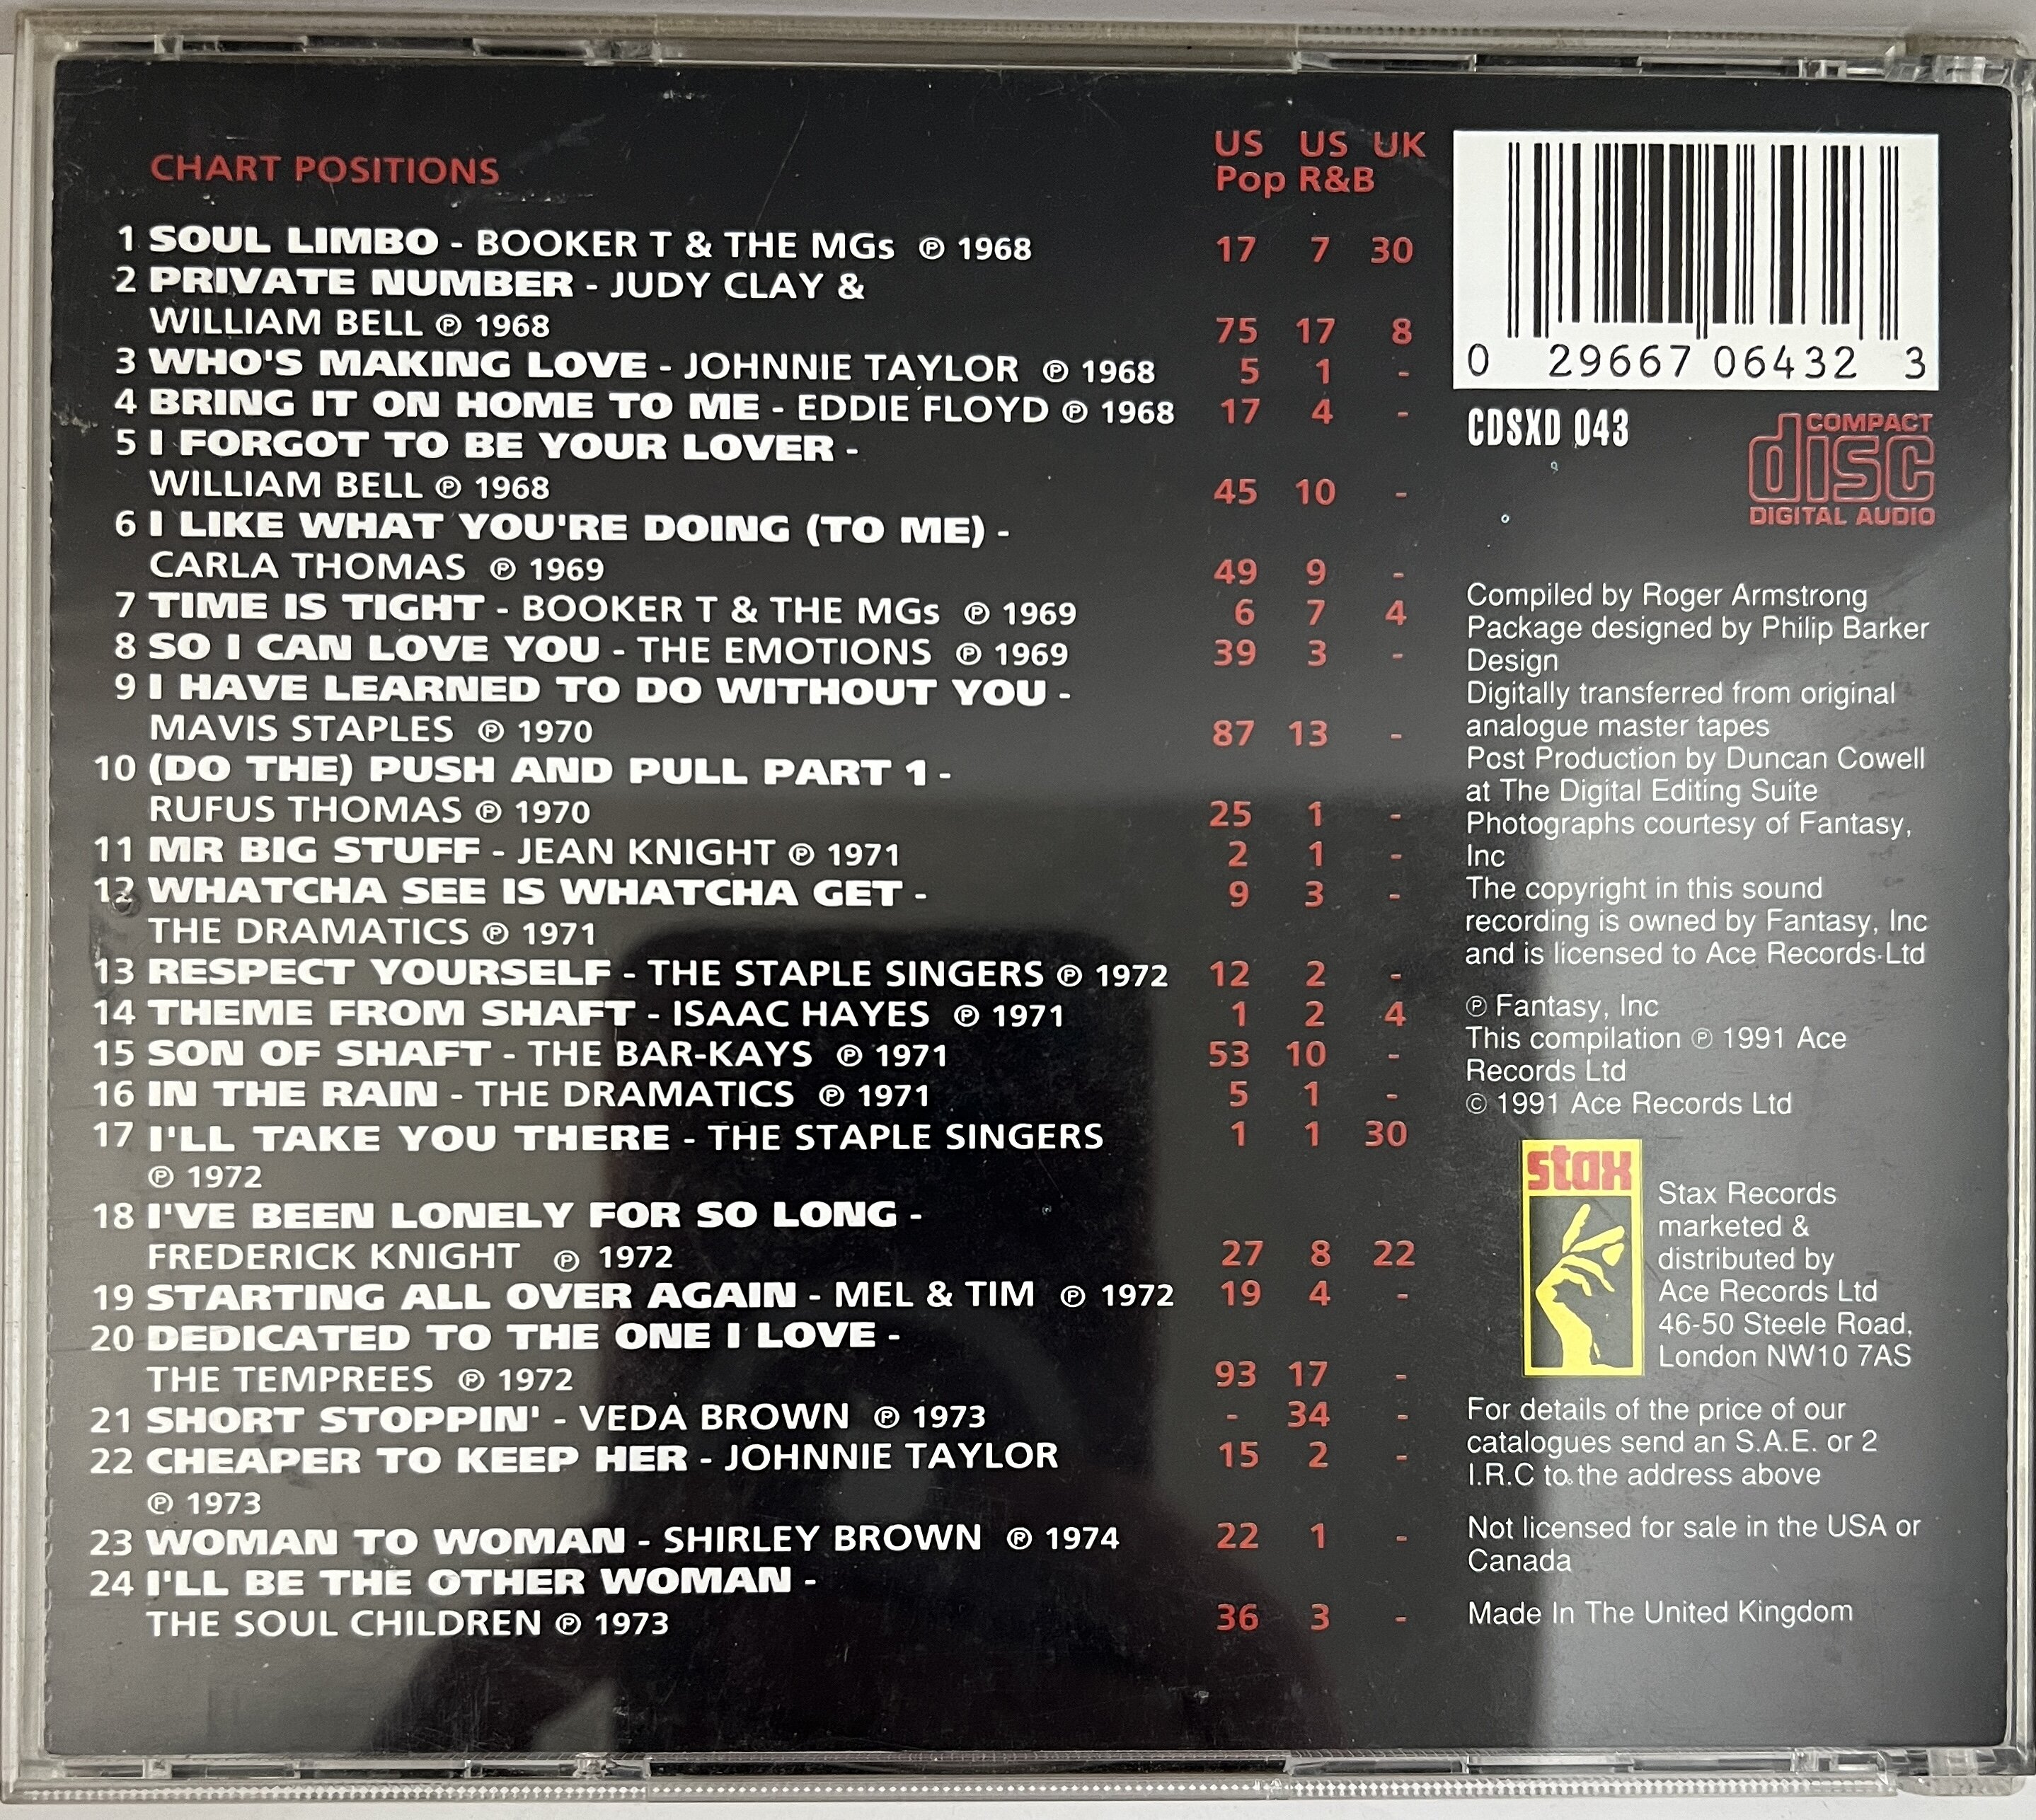 CHART POSITIONS
US US UK
Pop R&B
1 SOUL LIMBO - BOOKER T & THE MGs ℗ 1968 17 7 30
2 PRIVATE NUMBER - JUDY CLAY &
WILLIAM BELL ℗ 1968 75 17 8
3 WHO'S MAKING LOVE - JOHNNIE TAYLOR ℗ 1968 5 1 -
4 BRING IT ON HOME TO ME - EDDIE FLOYD ℗ 1968 17 4 -
5 I FORGOT TO BE YOUR LOVER -
WILLIAM BELL ℗ 1968 45 10 -
6 I LIKE WHAT YOU'RE DOING (TO ME) -
CARLA THOMAS ℗ 1969 49 9 -
7 TIME IS TIGHT - BOOKER T & THE MGs ℗ 1969 6 7 4
8 SO I CAN LOVE YOU - THE EMOTIONS ℗ 1969 39 3 -
9 I HAVE LEARNED TO DO WITHOUT YOU -
MAVIS STAPLES ℗ 1970 87 13 -
10 (DO THE) PUSH AND PULL PART 1 -
RUFUS THOMAS ℗ 1970 25 1 -
11 MR BIG STUFF - JEAN KNIGHT ℗ 1971 2 1 -
12 WHATCHA SEE IS WHATCHA GET - 9 3 -
THE DRAMATICS ℗ 1971
13 RESPECT YOURSELF - THE STAPLE SINGERS ℗ 1972 12 2 -
14 THEME FROM SHAFT - ISAAC HAYES ℗ 1971 1 2 4
15 SON OF SHAFT - THE BAR-KAYS ℗ 1971 53 10 -
16 IN THE RAIN - THE DRAMATICS ℗ 1971 5 1 -
17 I'LL TAKE YOU THERE - THE STAPLE SINGERS 1 1 30
℗ 1972
18 I'VE BEEN LONELY FOR SO LONG -
FREDERICK KNIGHT ℗ 1972 27 8 22
19 STARTING ALL OVER AGAIN - MEL & TIM ℗ 1972 19 4 -
20 DEDICATED TO THE ONE I LOVE -
THE TEMPREES ℗ 1972 93 17 -
21 SHORT STOPPIN' - VEDA BROWN ℗ 1973 - 34 -
22 CHEAPER TO KEEP HER - JOHNNIE TAYLOR 15 2 -
℗ 1973
23 WOMAN TO WOMAN - SHIRLEY BROWN ℗ 1974 22 1 -
24 I'LL BE THE OTHER WOMAN -
THE SOUL CHILDREN ℗ 1973 36 3 -
0 29667 06432 3
CDSXD 043
COMPACT
disc
DIGITAL AUDIO
Compiled by Roger Armstrong
Package designed by Philip Barker
Design
Digitally transferred from original
analogue master tapes
Post Production by Duncan Cowell
at The Digital Editing Suite
Photographs courtesy of Fantasy,
Inc
The copyright in this sound
recording is owned by Fantasy, Inc
and is licensed to Ace Records Ltd
℗ Fantasy, Inc
This compilation ℗ 1991 Ace
Records Ltd
© 1991 Ace Records Ltd
stax
Stax Records
marketed &
distributed by
Ace Records Ltd
46-50 Steele Road,
London NW10 7AS
For details of the price of our
catalogues send an S.A.E. or 2
I.R.C to the address above
Not licensed for sale in the USA or
Canada
Made In The United Kingdom